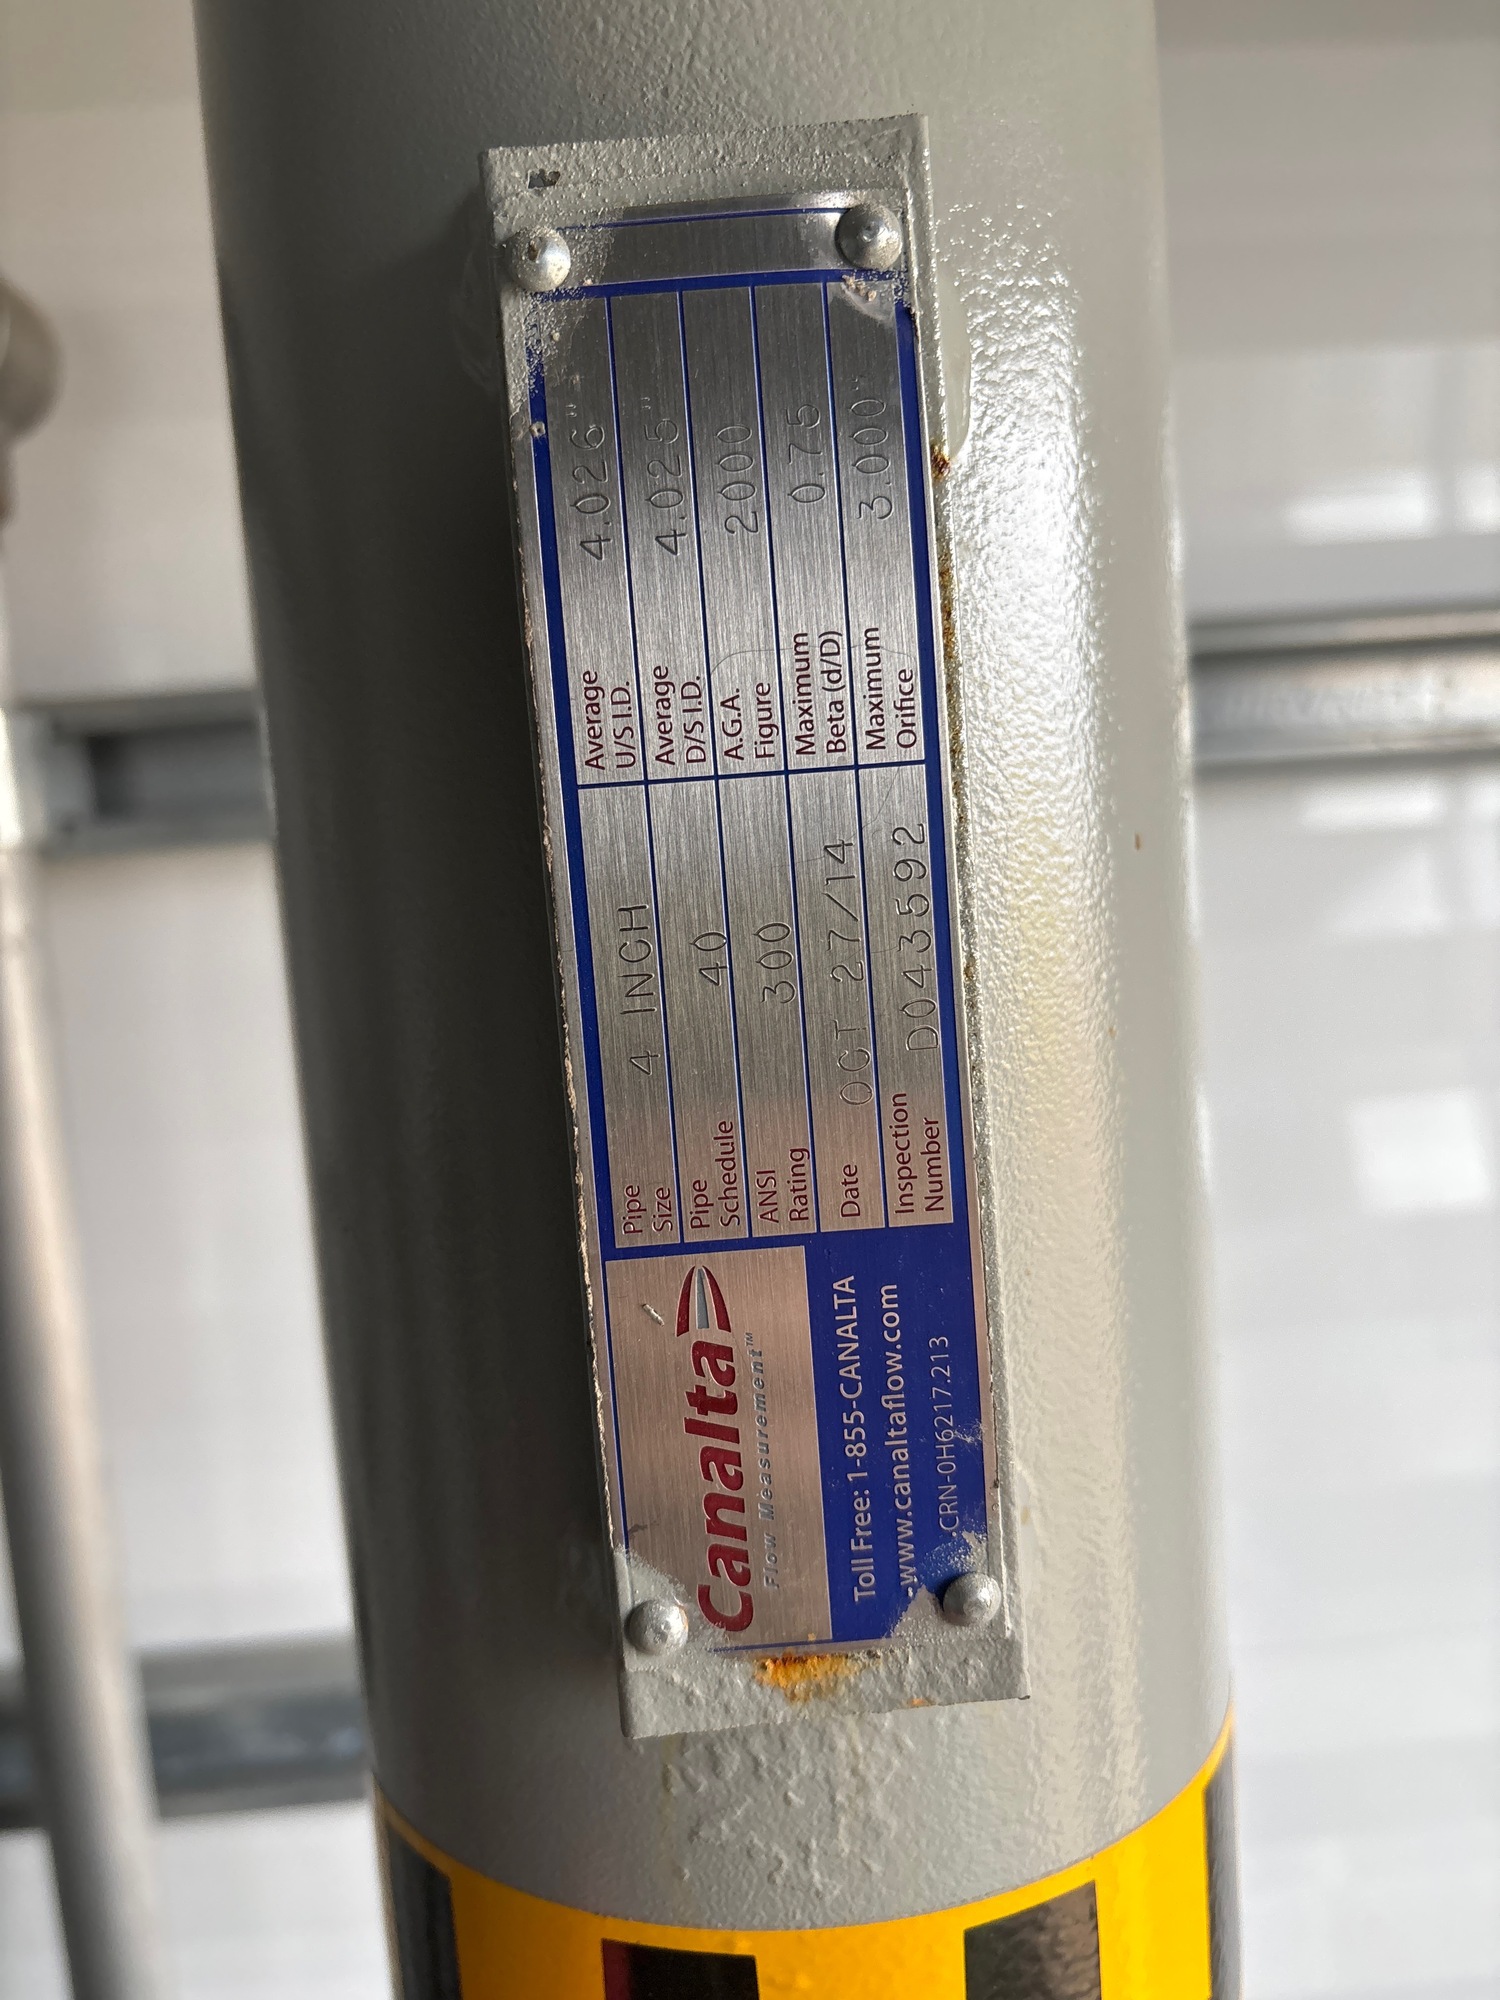 Canalta
Flow Measurement™
Toll Free: 1-855-CANALTA
www.canaltaflow.com
CRN-0H6217.213
Pipe
Size
4 INCH
Pipe
Schedule
40
ANSI
Rating
300
Date
OCT 27/14
Inspection
Number
D043592
Average
U/S I.D.
4.026"
Average
D/S I.D.
4.025"
A.G.A.
Figure
2000
Maximum
Beta (d/D)
0.75
Maximum
Orifice
3.000"